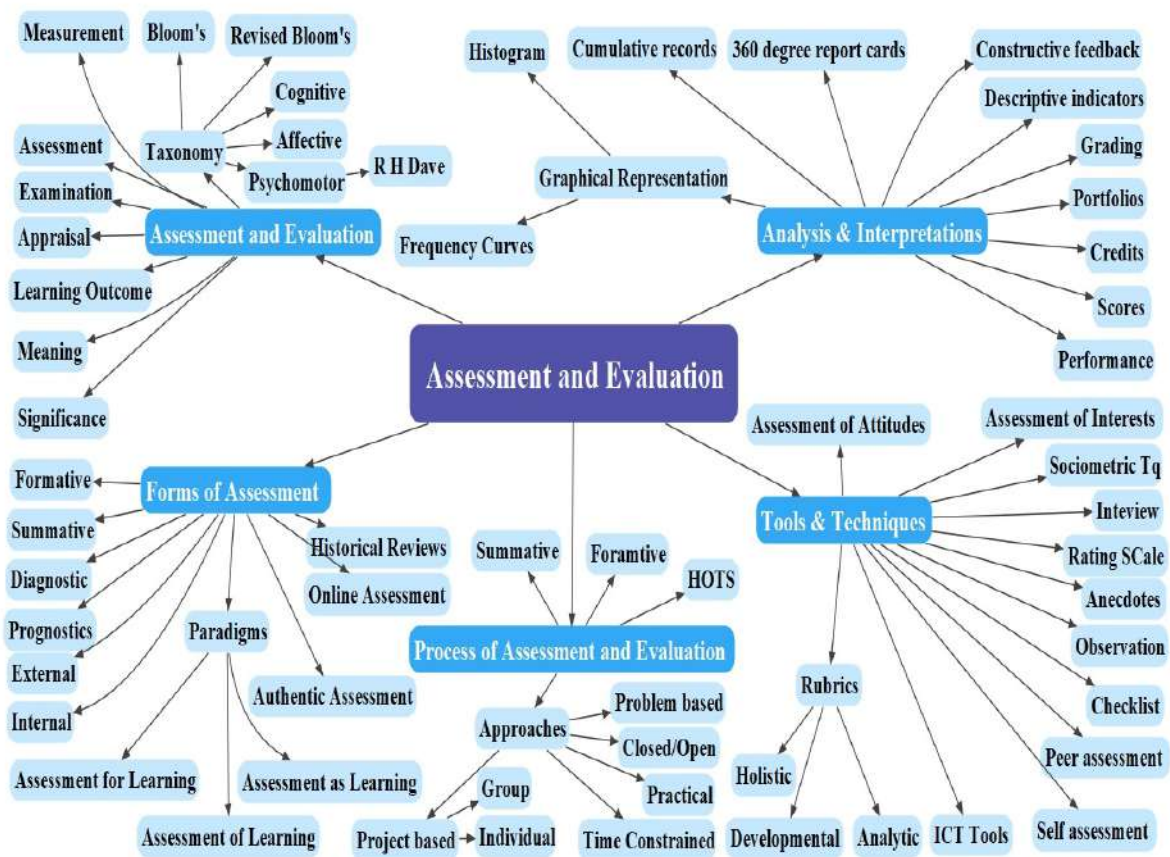 Measurement
Bloom's
Revised Bloom's
Cognitive
Affective
Taxonomy
Psychomotor
R H Dave
Assessment
Examination
Appraisal
Assessment and Evaluation
Learning Outcome
Meaning
Significance
Histogram
Cumulative records
360 degree report cards
Constructive feedback
Descriptive indicators
Grading
Graphical Representation
Portfolios
Frequency Curves
Analysis & Interpretations
Credits
Scores
Performance
Assessment and Evaluation
Formative
Forms of Assessment
Summative
Historical Reviews
Diagnostic
Online Assessment
Prognostics
Paradigms
External
Authentic Assessment
Internal
Assessment for Learning
Assessment as Learning
Assessment of Learning
Summative
Foramtive
HOTS
Process of Assessment and Evaluation
Approaches
Problem based
Closed/Open
Practical
Group
Project based
Individual
Time Constrained
Assessment of Attitudes
Assessment of Interests
Sociometric Tq
Tools & Techniques
Inteview
Rating SCale
Anecdotes
Observation
Rubrics
Checklist
Peer assessment
Holistic
Developmental
Analytic
ICT Tools
Self assessment